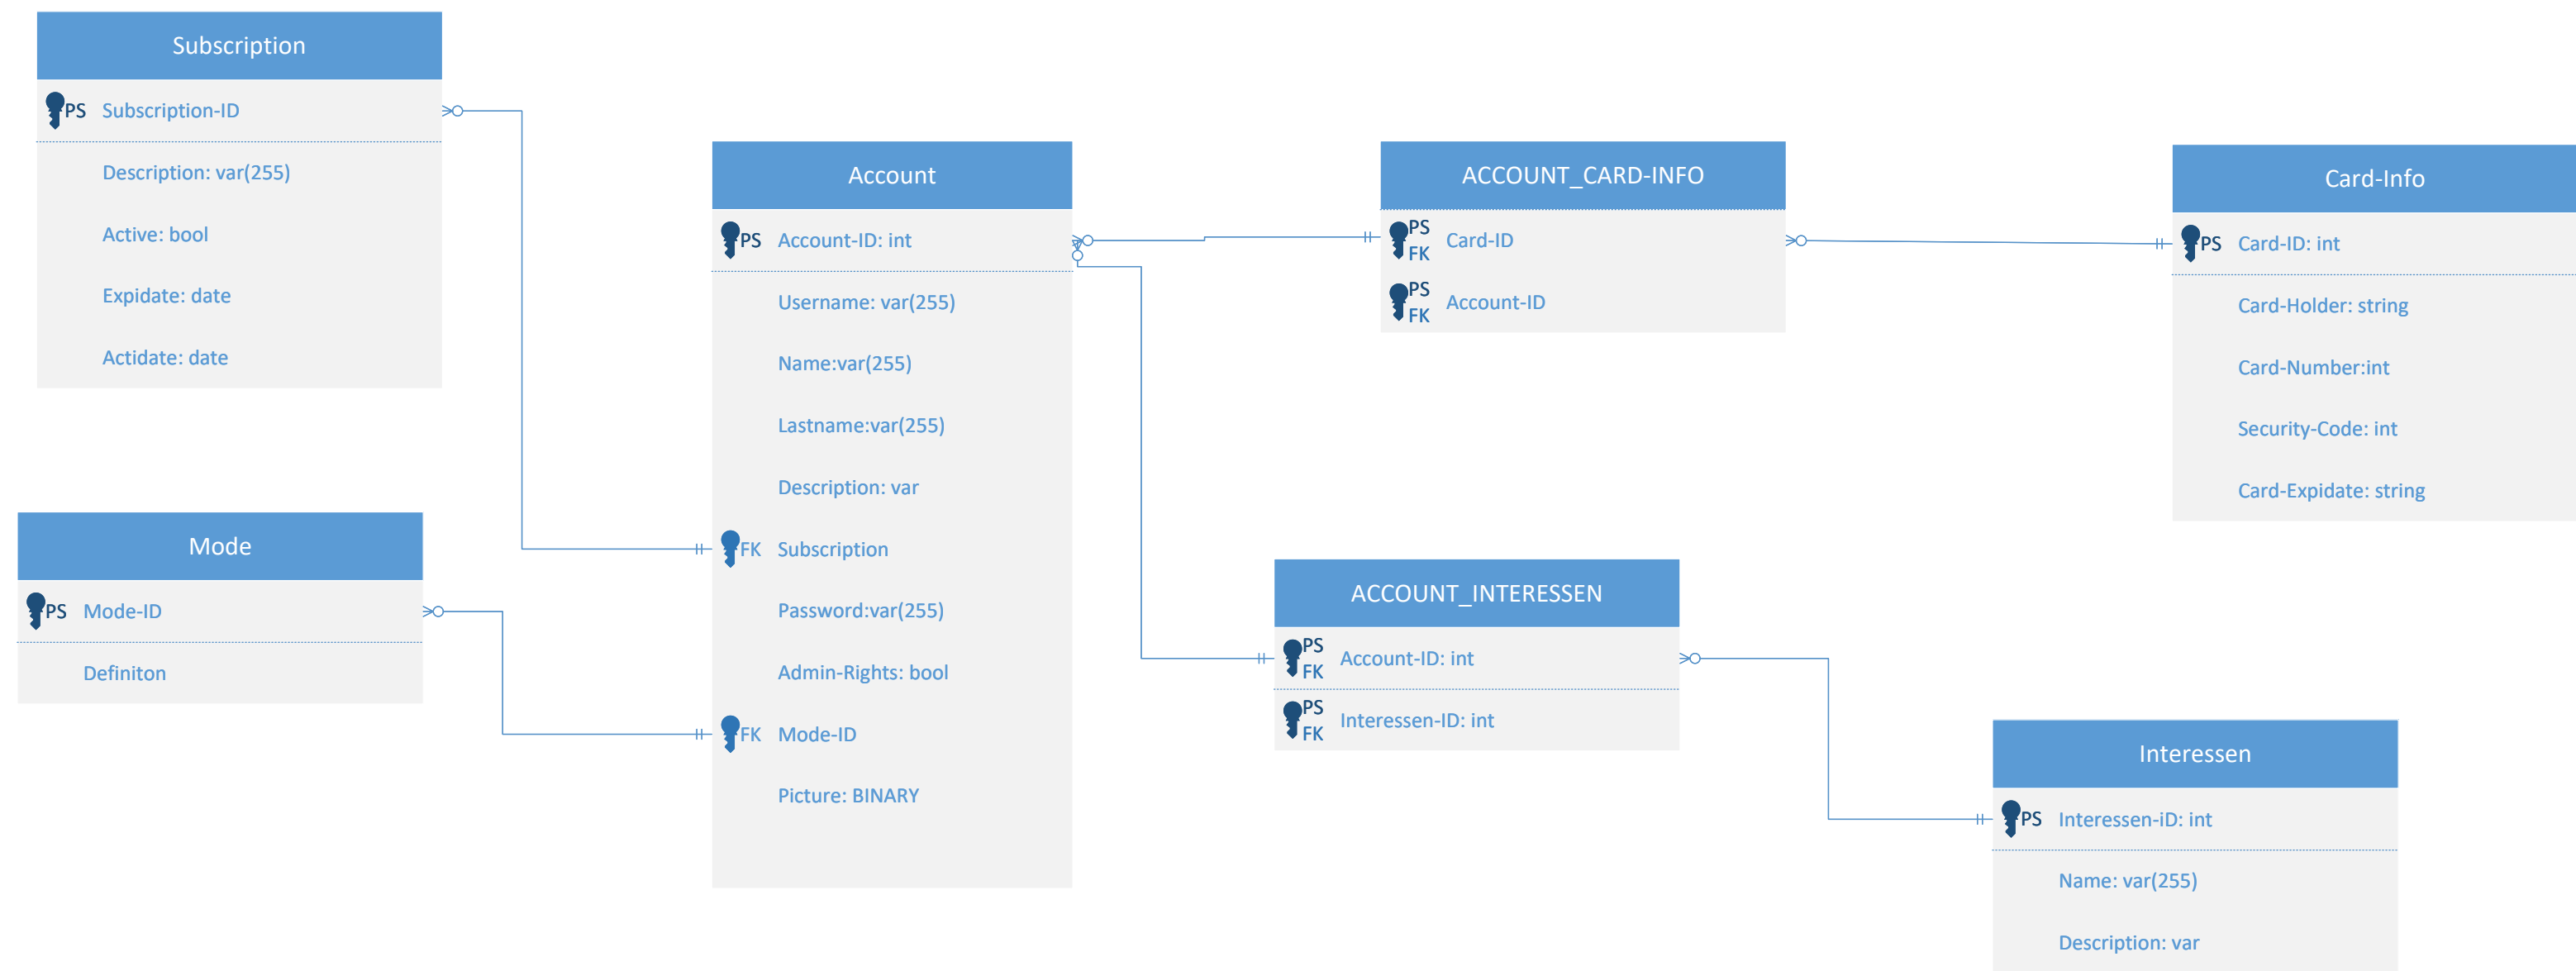 Subscription
PS Subscription-ID
Description: var(255)
Active: bool
Expidate: date
Actidate: date
Mode
PS Mode-ID
Definiton
Account
PS Account-ID: int
Username: var(255)
Name:var(255)
Lastname:var(255)
Description: var
FK Subscription
Password:var(255)
Admin-Rights: bool
FK Mode-ID
Picture: BINARY
ACCOUNT_CARD-INFO
PS
FK Card-ID
PS
FK Account-ID
ACCOUNT_INTERESSEN
PS
FK Account-ID: int
PS
FK Interessen-ID: int
Card-Info
PS Card-ID: int
Card-Holder: string
Card-Number:int
Security-Code: int
Card-Expidate: string
Interessen
PS Interessen-iD: int
Name: var(255)
Description: var